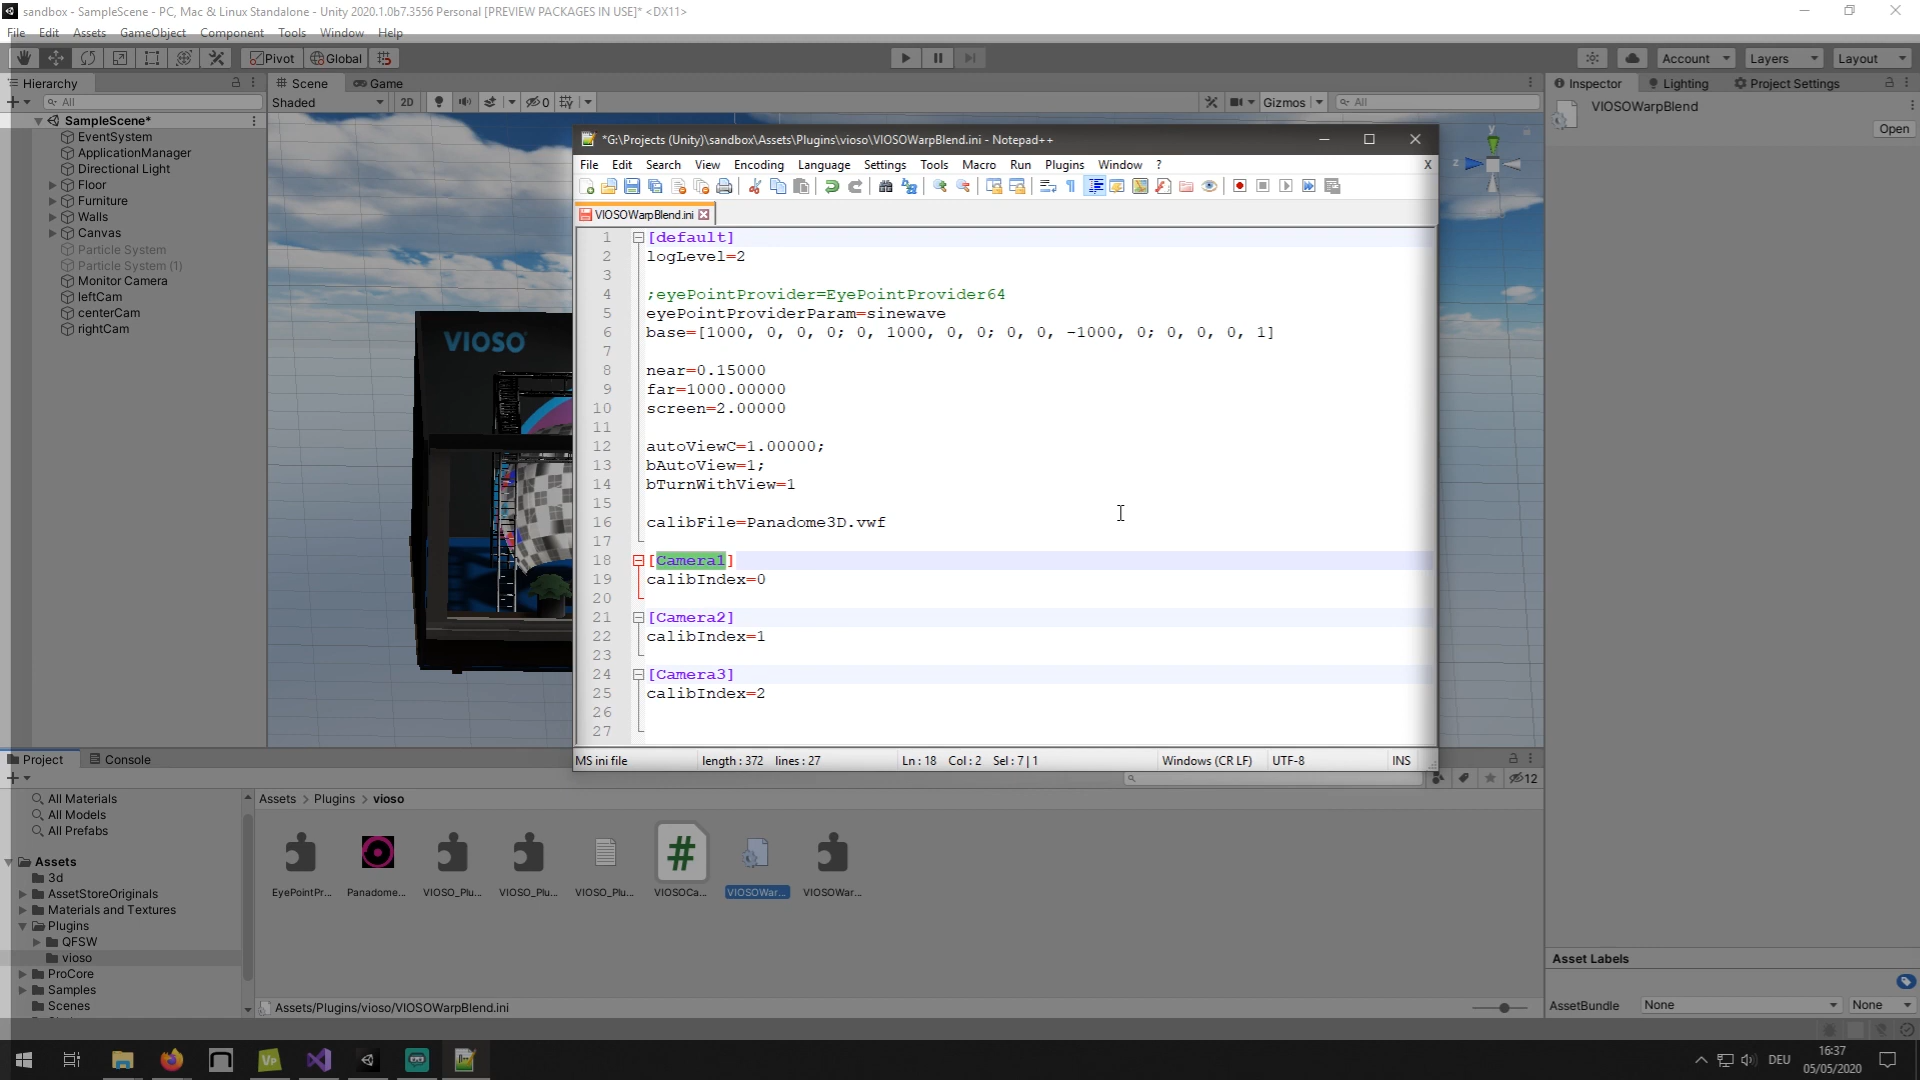 sandbox - SampleScene - PC, Mac & Linux Standalone - Unity 2020.1.0b7.3556 Personal [PREVIEW PACKAGES IN USE]* <DX11>
File Edit Assets GameObject Component Tools Window Help
Pivot Global Account Layers Layout
Hierarchy Scene Game Inspector Lighting Project Settings
All Shaded 2D 0 Gizmos All
VIOSOWarpBlend
Open
SampleScene*
EventSystem
ApplicationManager
Directional Light
Floor
Furniture
Walls
Canvas
Particle System
Particle System (1)
Monitor Camera
leftCam
centerCam
rightCam
y
z
VIOSO
*G:\Projects (Unity)\sandbox\Assets\Plugins\vioso\VIOSOWarpBlend.ini - Notepad++
File Edit Search View Encoding Language Settings Tools Macro Run Plugins Window ? X
VIOSOWarpBlend.ini
1 [default]
2 logLevel=2
3
4 ;eyePointProvider=EyePointProvider64
5 eyePointProviderParam=sinewave
6 base=[1000, 0, 0, 0; 0, 1000, 0, 0; 0, 0, -1000, 0; 0, 0, 0, 1]
7
8 near=0.15000
9 far=1000.00000
10 screen=2.00000
11
12 autoViewC=1.00000;
13 bAutoView=1;
14 bTurnWithView=1
15
16 calibFile=Panadome3D.vwf
17
18 [Camera1]
19 calibIndex=0
20
21 [Camera2]
22 calibIndex=1
23
24 [Camera3]
25 calibIndex=2
26
27
MS ini file length : 372 lines : 27 Ln : 18 Col : 2 Sel : 7 | 1 Windows (CR LF) UTF-8 INS
Project Console
12
All Materials
All Models
All Prefabs
Assets
3d
AssetStoreOriginals
Materials and Textures
Plugins
QFSW
vioso
ProCore
Samples
Scenes
Assets > Plugins > vioso
EyePointPr... Panadome... VIOSO_Plu... VIOSO_Plu... VIOSO_Plu... VIOSOCa... VIOSOWar... VIOSOWar...
Assets/Plugins/vioso/VIOSOWarpBlend.ini
Asset Labels
AssetBundle None None
Vp
DEU
16:37
05/05/2020